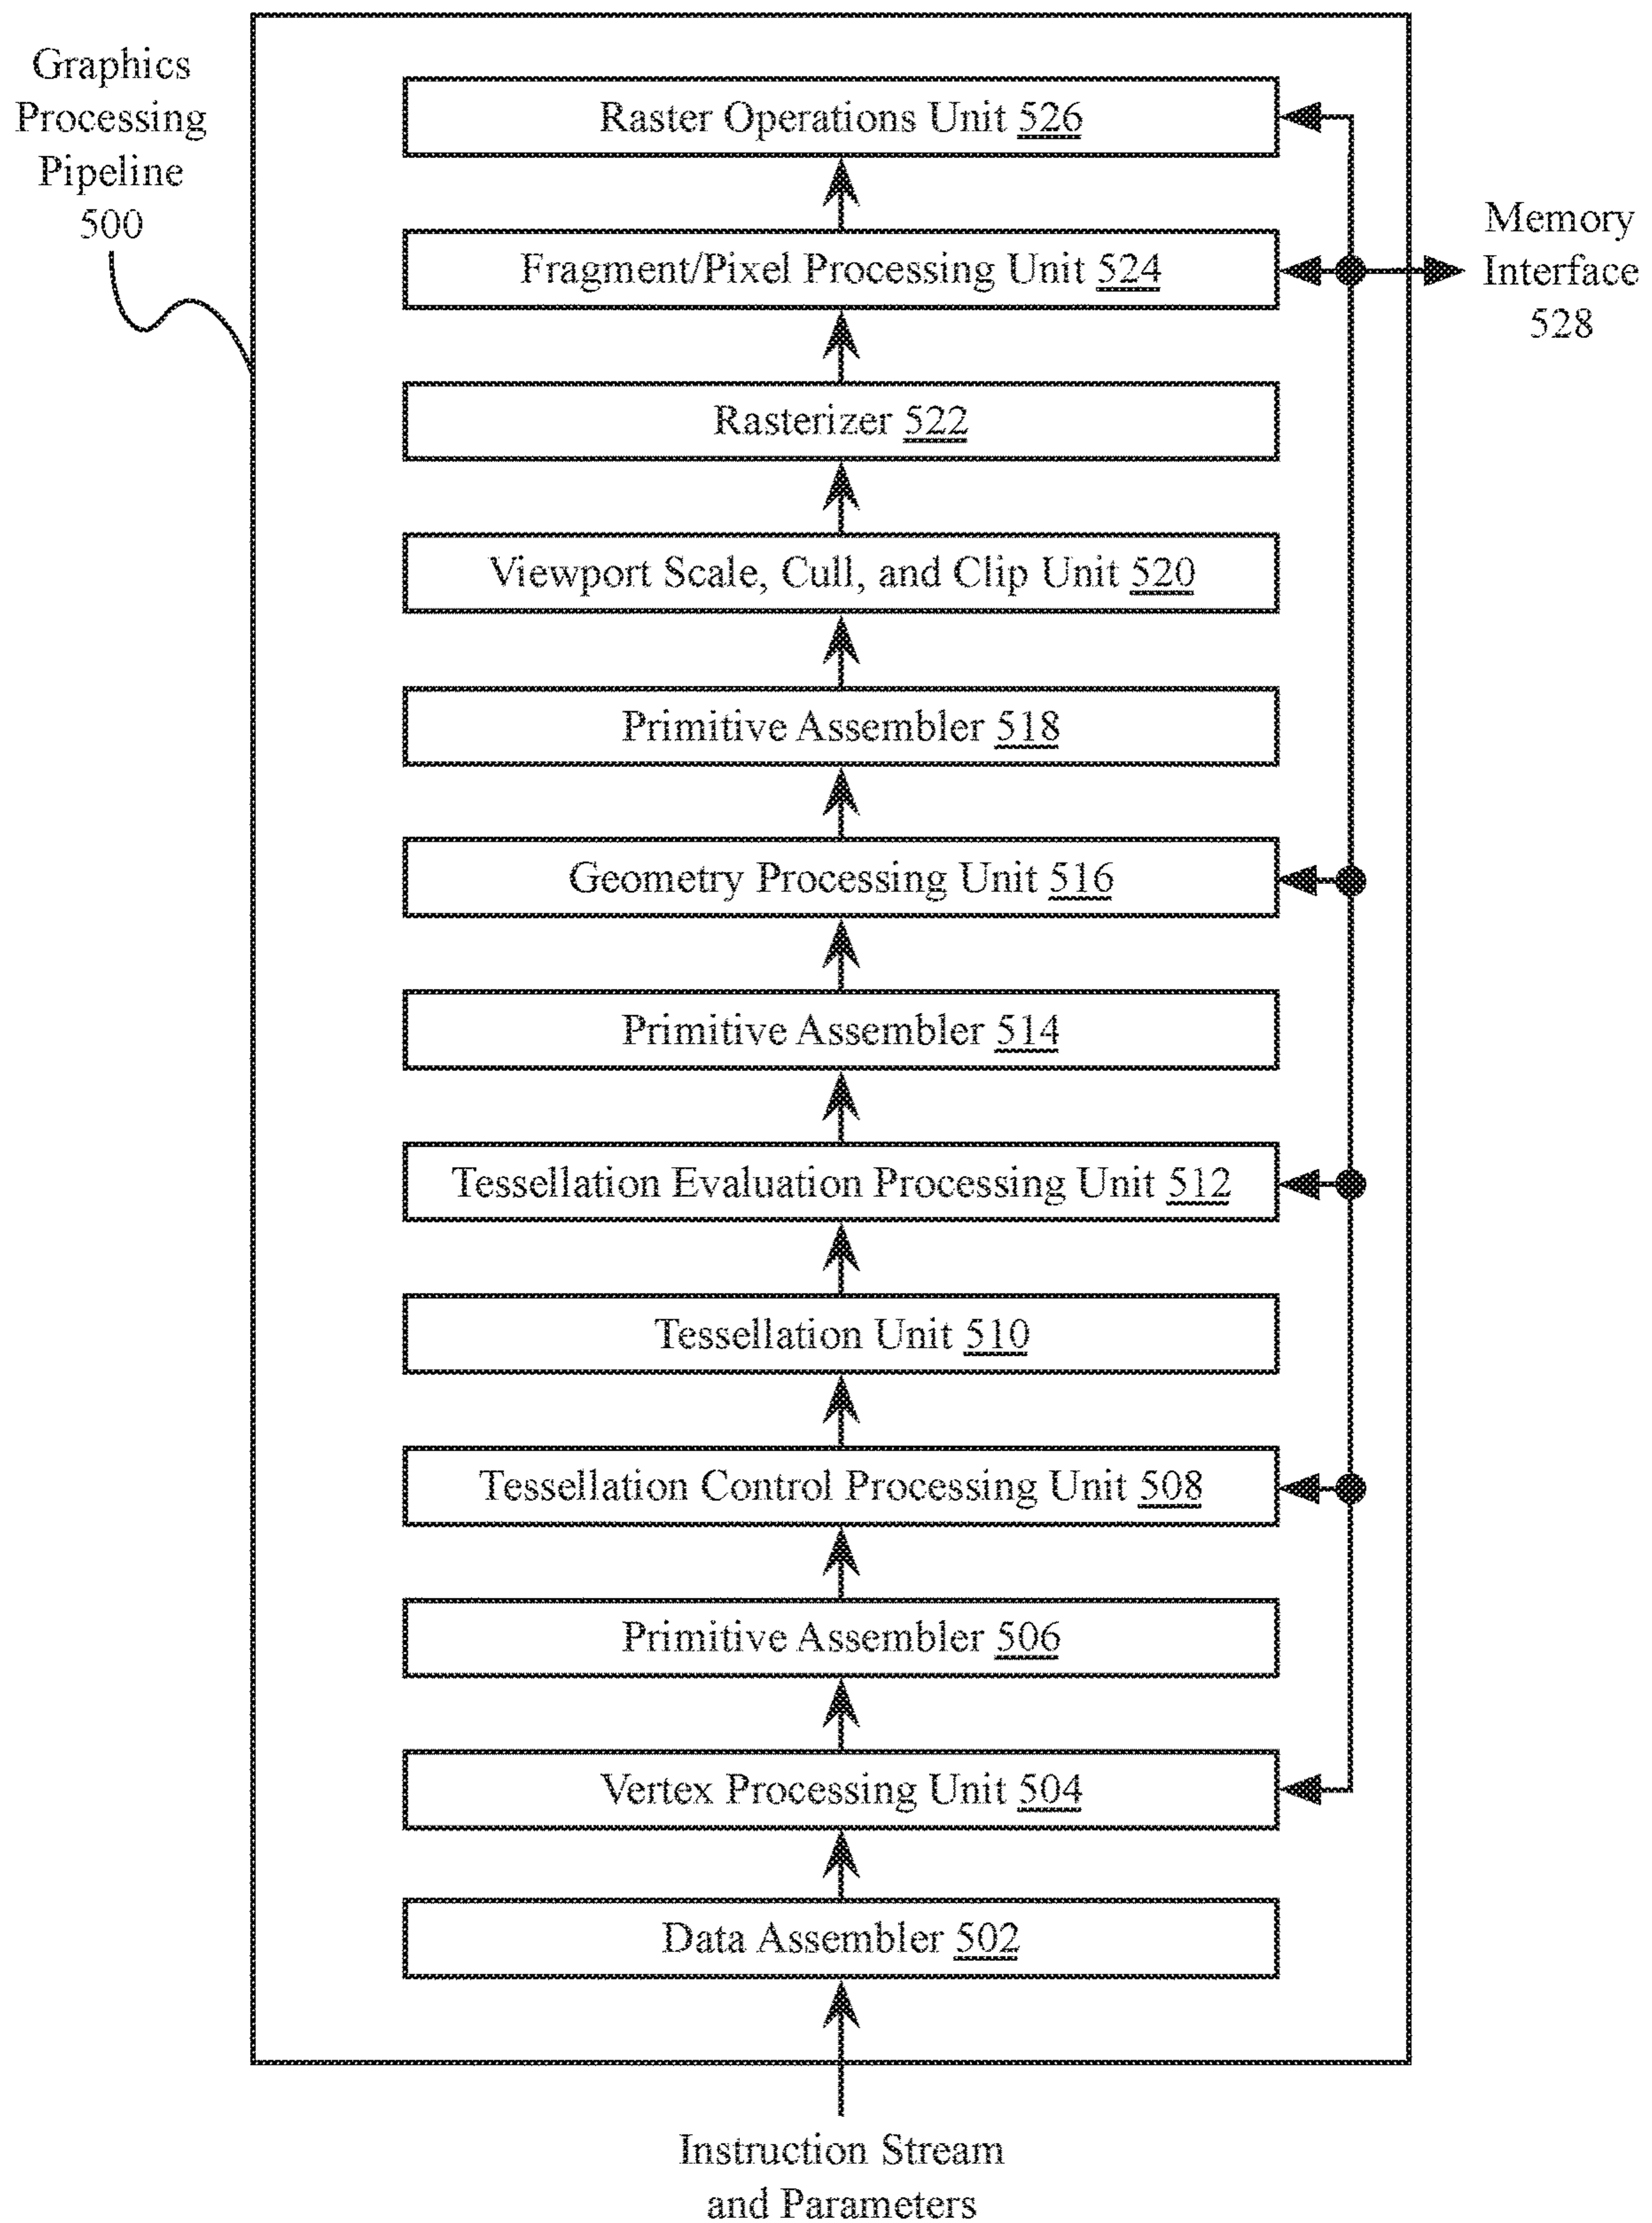 Graphics
Processing
Pipeline
500
Raster Operations Unit 526
Fragment/Pixel Processing Unit 524
Memory
Interface
528
Rasterizer 522
Viewport Scale, Cull, and Clip Unit 520
Primitive Assembler 518
Geometry Processing Unit 516
Primitive Assembler 514
Tessellation Evaluation Processing Unit 512
Tessellation Unit 510
Tessellation Control Processing Unit 508
Primitive Assembler 506
Vertex Processing Unit 504
Data Assembler 502
Instruction Stream
and Parameters